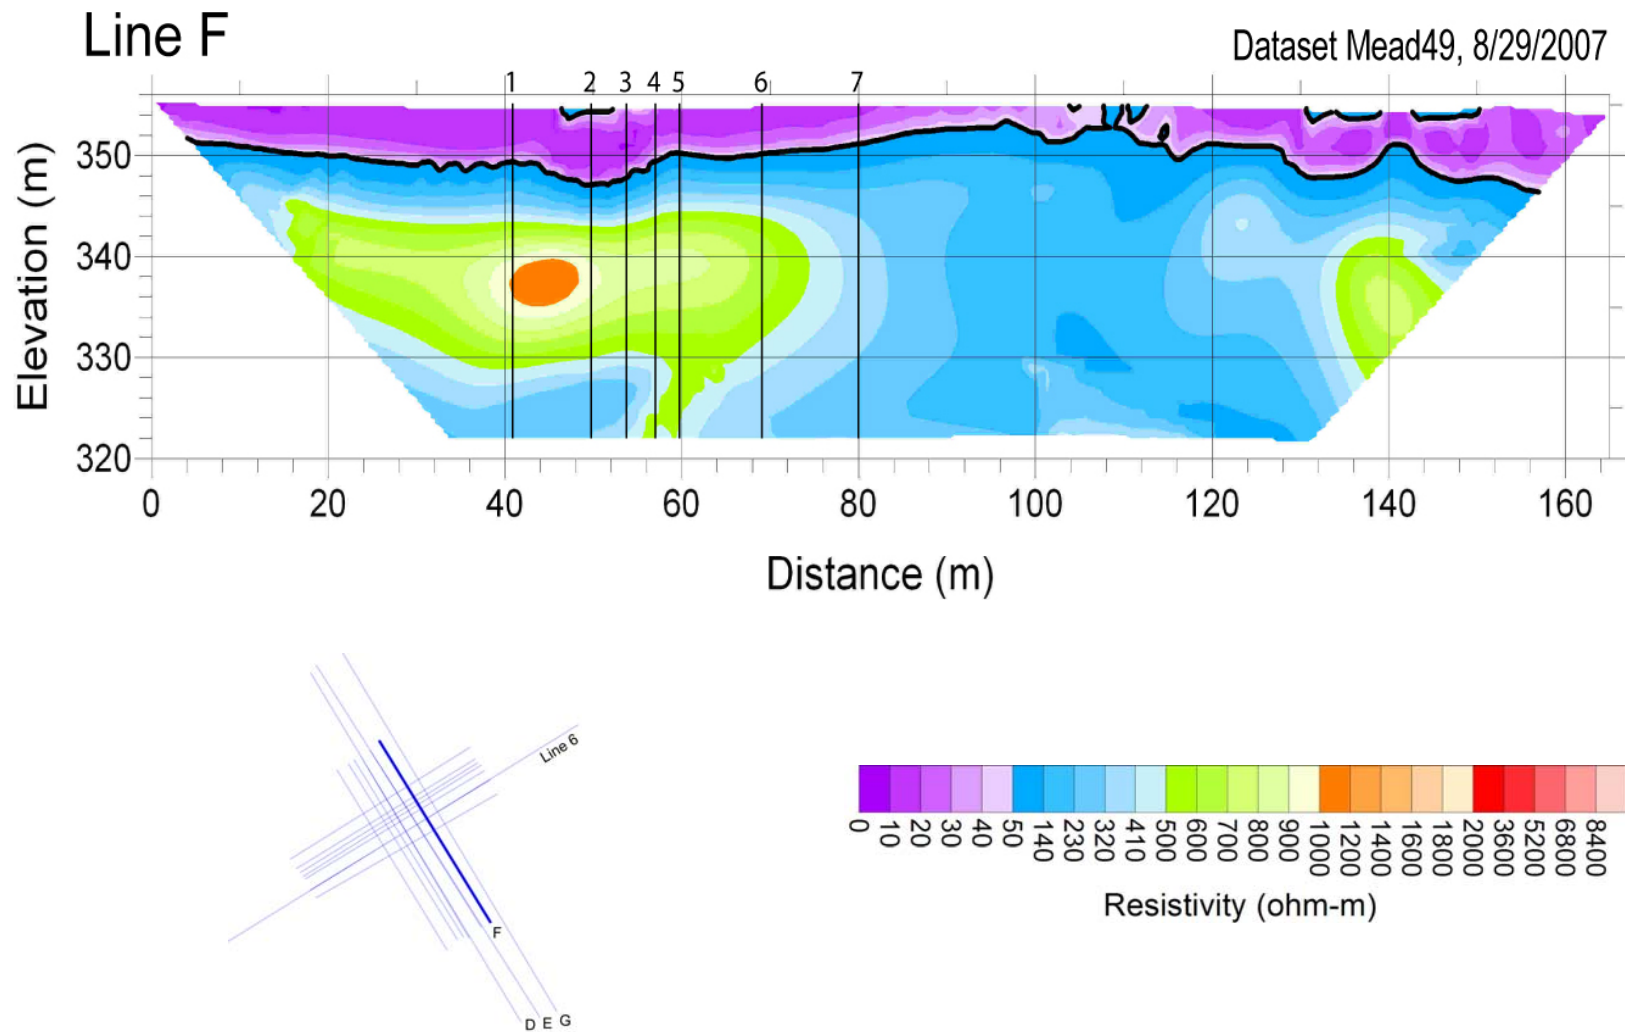 Line F
Dataset Mead49, 8/29/2007
1 2 3 4 5 6 7
Elevation (m)
350
340
330
320
0 20 40 60 80 100 120 140 160
Distance (m)
Line 6
F
D E G
0 10 20 30 40 50 140 230 320 410 500 600 700 800 900 1000 1200 1400 1600 1800 2000 3600 5200 6800 8400
Resistivity (ohm-m)